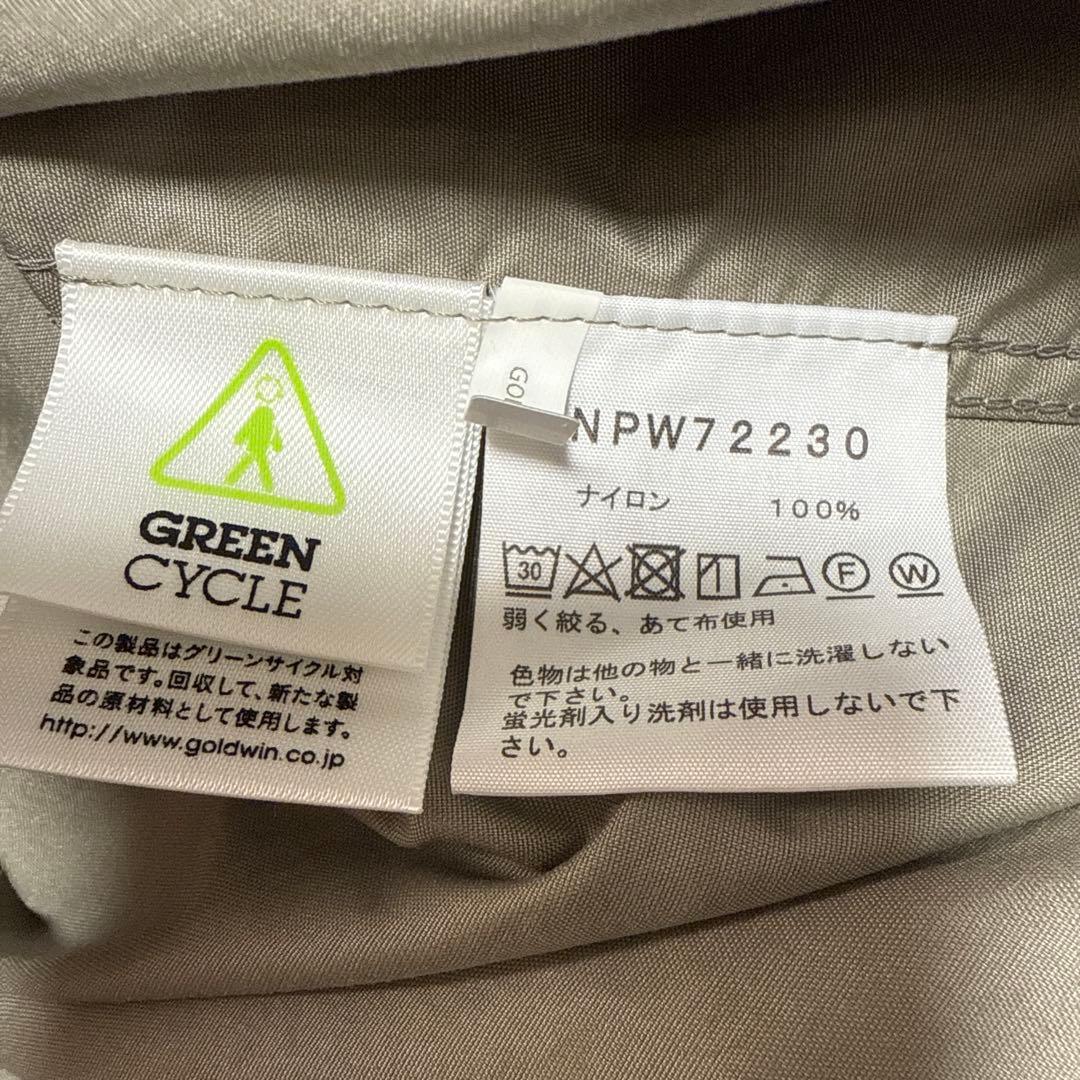 GREEN
CYCLE
この製品はグリーンサイクル対
象品です。回収して、新たな製
品の原材料として使用します。
http://www.goldwin.co.jp
NPW72230
ナイロン 100%
30
F
W
弱く絞る、あて布使用
色物は他の物と一緒に洗濯しない
で下さい。
蛍光剤入り洗剤は使用しないで下
さい。